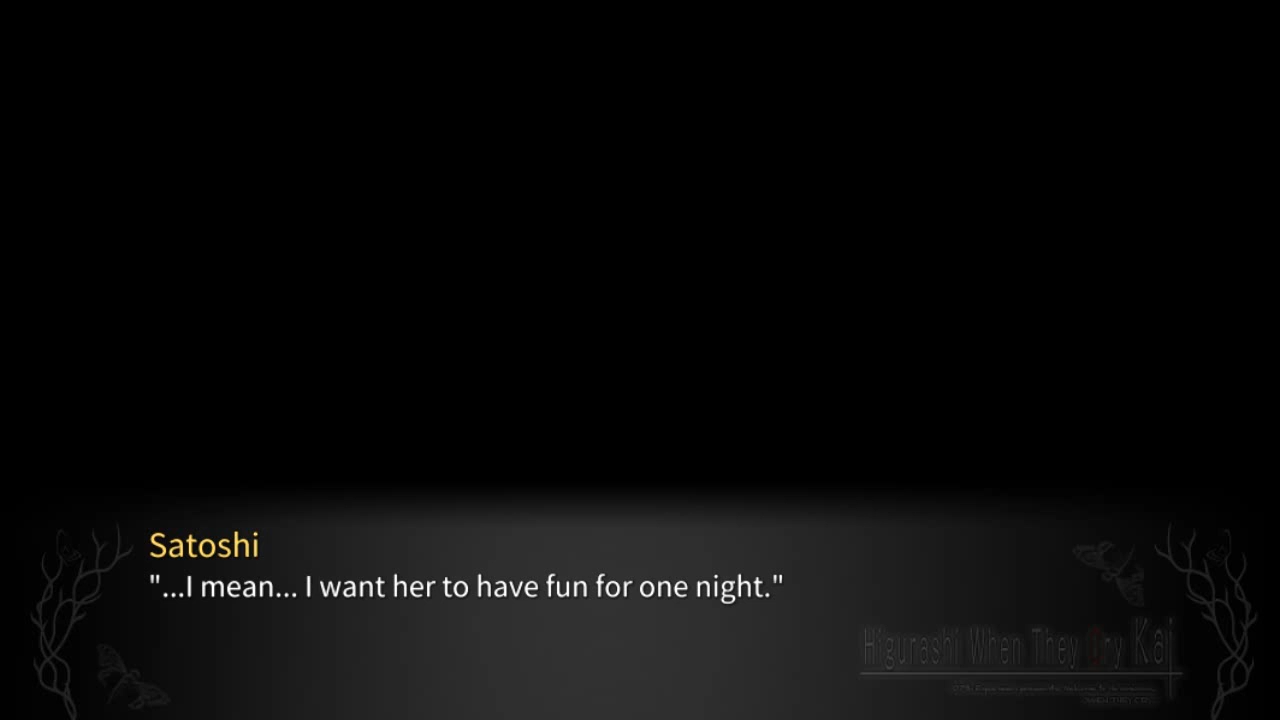 Satoshi
"...I mean... I want her to have fun for one night."
Higurashi When They Cry Kai